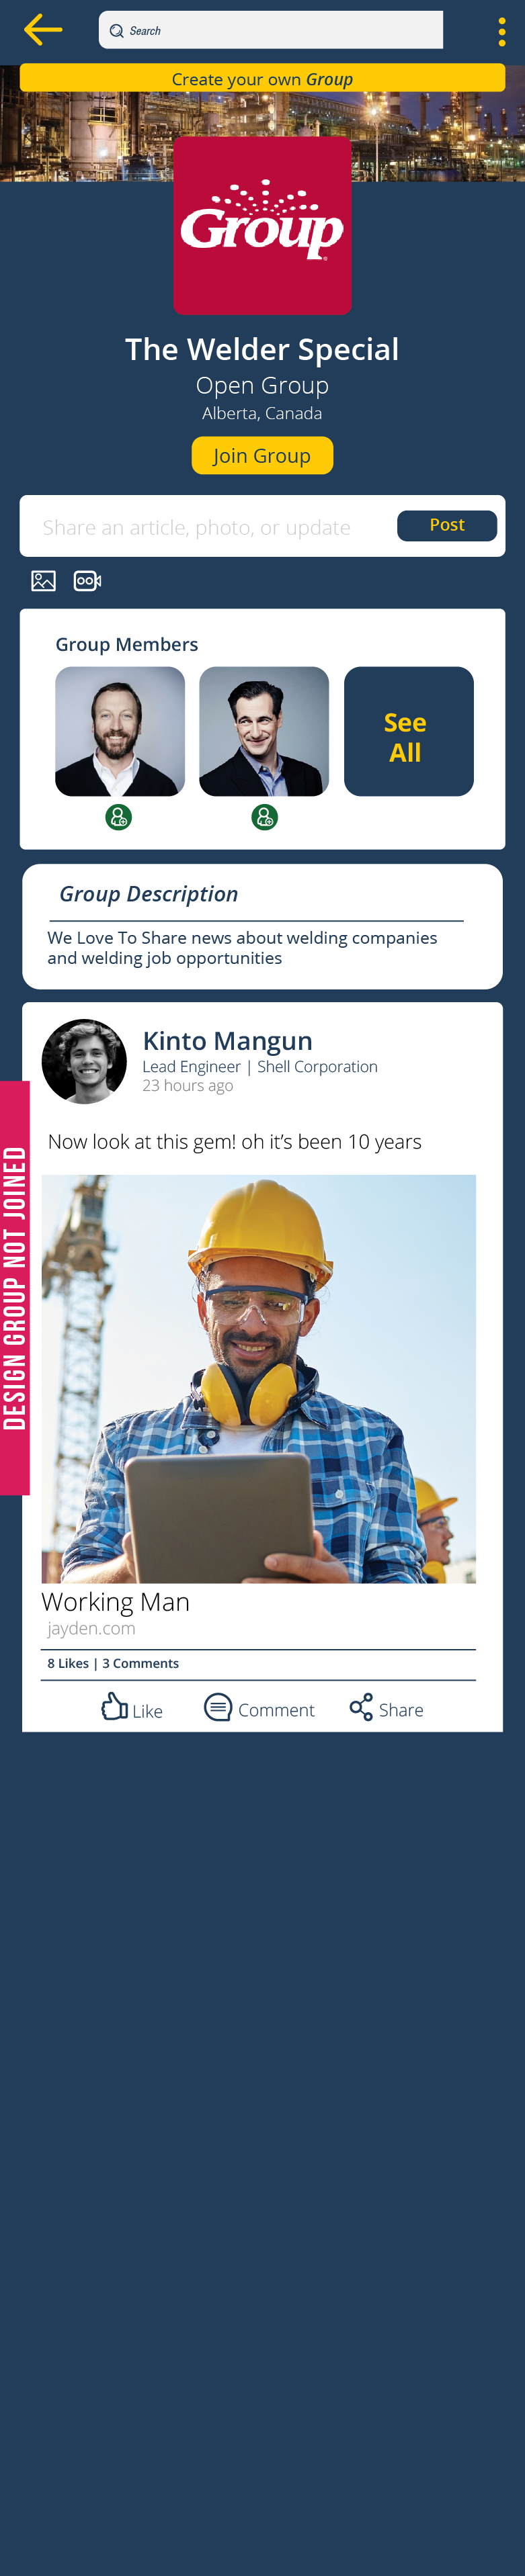 Search
Create your own Group
Group
The Welder Special
Open Group
Alberta, Canada
Join Group
Share an article, photo, or update
Post
Group Members
See
All
Group Description
We Love To Share news about welding companies
and welding job opportunities
Kinto Mangun
Lead Engineer | Shell Corporation
23 hours ago
Now look at this gem! oh it’s been 10 years
DESIGN GROUP NOT JOINED
Working Man
jayden.com
8 Likes | 3 Comments
Like
Comment
Share